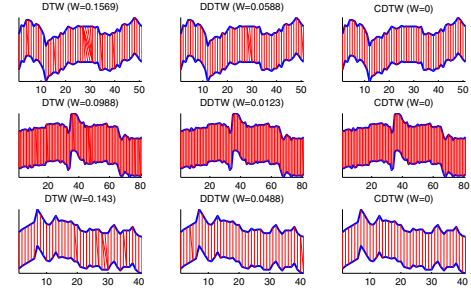 DTW (W=0.1569) DDTW (W=0.0588) CDTW (W=0)
10 20 30 40 50 10 20 30 40 50 10 20 30 40 50
DTW (W=0.0988) DDTW (W=0.0123) CDTW (W=0)
20 40 60 80 20 40 60 80 20 40 60 80
DTW (W=0.143) DDTW (W=0.0488) CDTW (W=0)
10 20 30 40 10 20 30 40 10 20 30 40